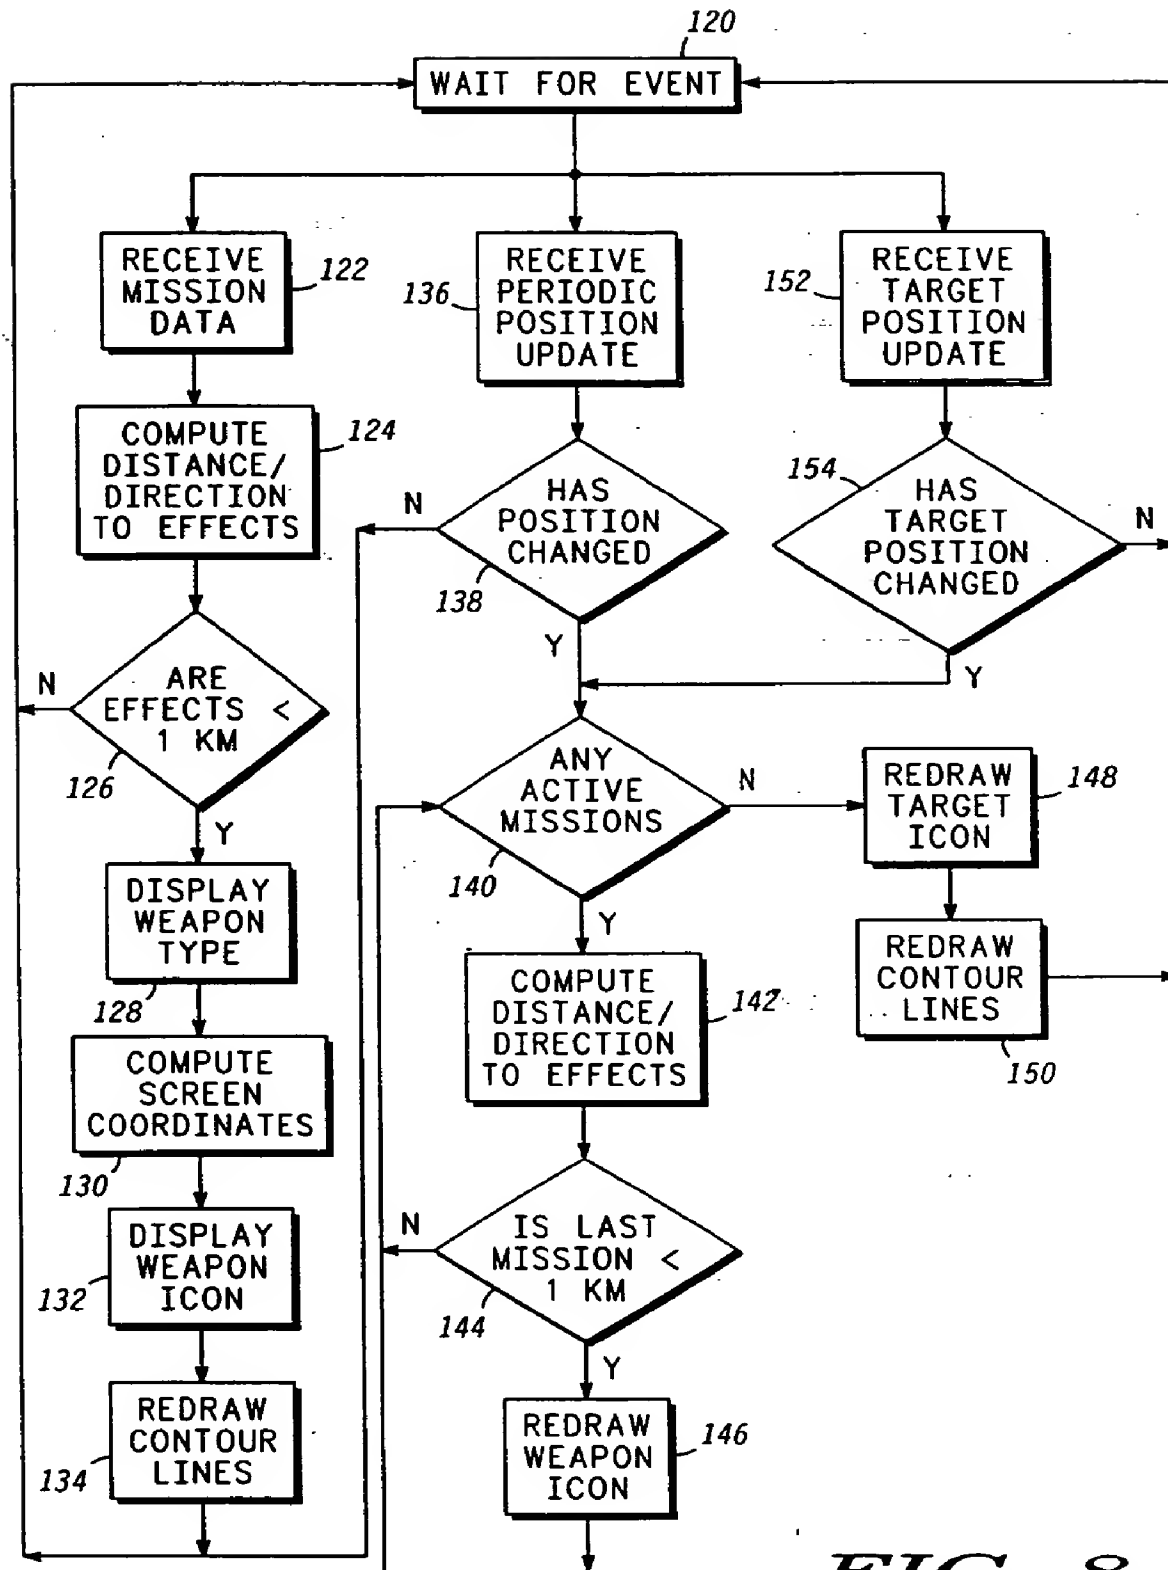 120
WAIT FOR EVENT
RECEIVE
MISSION
DATA
122
COMPUTE
DISTANCE/
DIRECTION
TO EFFECTS
124
N
ARE
EFFECTS <
1 KM
126
Y
DISPLAY
WEAPON
TYPE
128
COMPUTE
SCREEN
COORDINATES
130
DISPLAY
WEAPON
ICON
132
REDRAW
CONTOUR
LINES
134
RECEIVE
PERIODIC
POSITION
UPDATE
136
N
HAS
POSITION
CHANGED
138
Y
ANY
ACTIVE
MISSIONS
140
N
Y
COMPUTE
DISTANCE/
DIRECTION
TO EFFECTS
142
N
IS LAST
MISSION <
1 KM
144
Y
REDRAW
WEAPON
ICON
146
RECEIVE
TARGET
POSITION
UPDATE
152
154
HAS
TARGET
POSITION
CHANGED
N
Y
REDRAW
TARGET
ICON
148
REDRAW
CONTOUR
LINES
150
FIG. 8